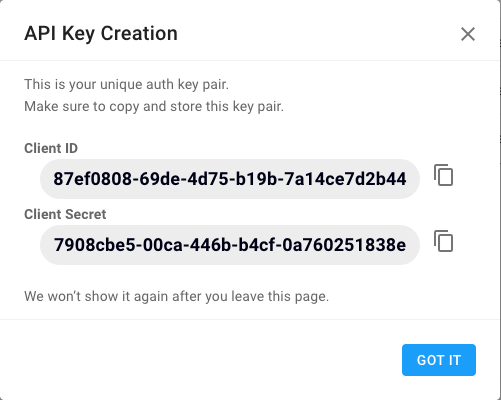 API Key Creation
This is your unique auth key pair.
Make sure to copy and store this key pair.
Client ID
87ef0808-69de-4d75-b19b-7a14ce7d2b44
Client Secret
7908cbe5-00ca-446b-b4cf-0a760251838e
We won’t show it again after you leave this page.
GOT IT